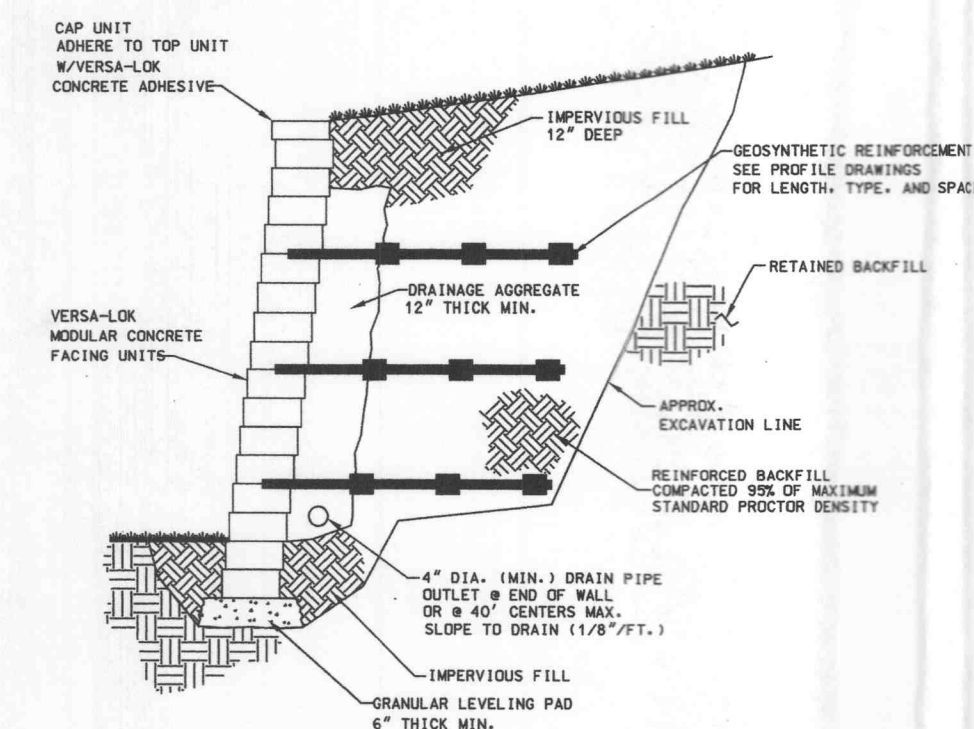 CAP UNIT
ADHERE TO TOP UNIT
W/VERSA-LOK
CONCRETE ADHESIVE
IMPERVIOUS FILL
12" DEEP
GEOSYNTHETIC REINFORCEMENT
SEE PROFILE DRAWINGS
FOR LENGTH, TYPE, AND SPAC
RETAINED BACKFILL
DRAINAGE AGGREGATE
12" THICK MIN.
VERSA-LOK
MODULAR CONCRETE
FACING UNITS
APPROX.
EXCAVATION LINE
REINFORCED BACKFILL
COMPACTED 95% OF MAXIMUM
STANDARD PROCTOR DENSITY
4" DIA. (MIN.) DRAIN PIPE
OUTLET @ END OF WALL
OR @ 40' CENTERS MAX.
SLOPE TO DRAIN (1/8"/FT.)
IMPERVIOUS FILL
GRANULAR LEVELING PAD
6" THICK MIN.